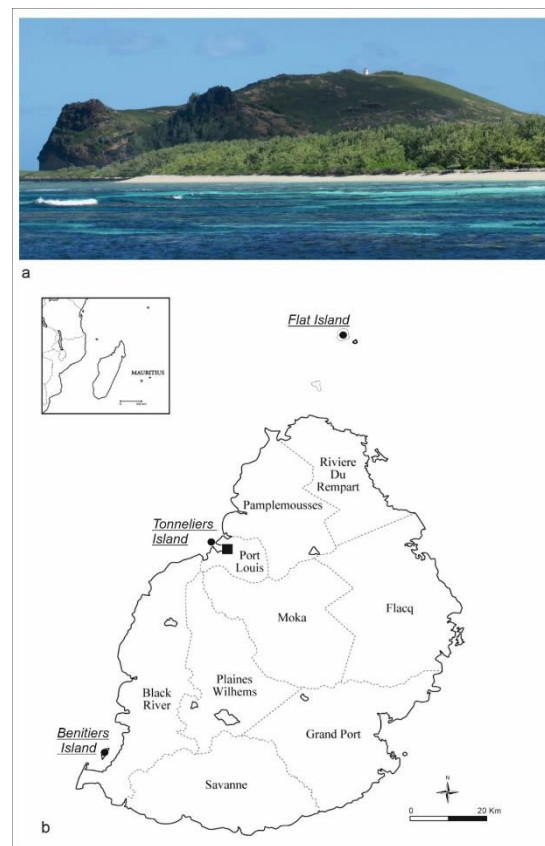 a
Flat Island
MAURITIUS
Riviere
Du
Rempart
Pamplemousses
Tonneliers
Island
Port
Louis
Moka
Flacq
Plaines
Wilhems
Black
River
Benitiers
Island
Grand Port
Savanne
N
0 20 Km
b